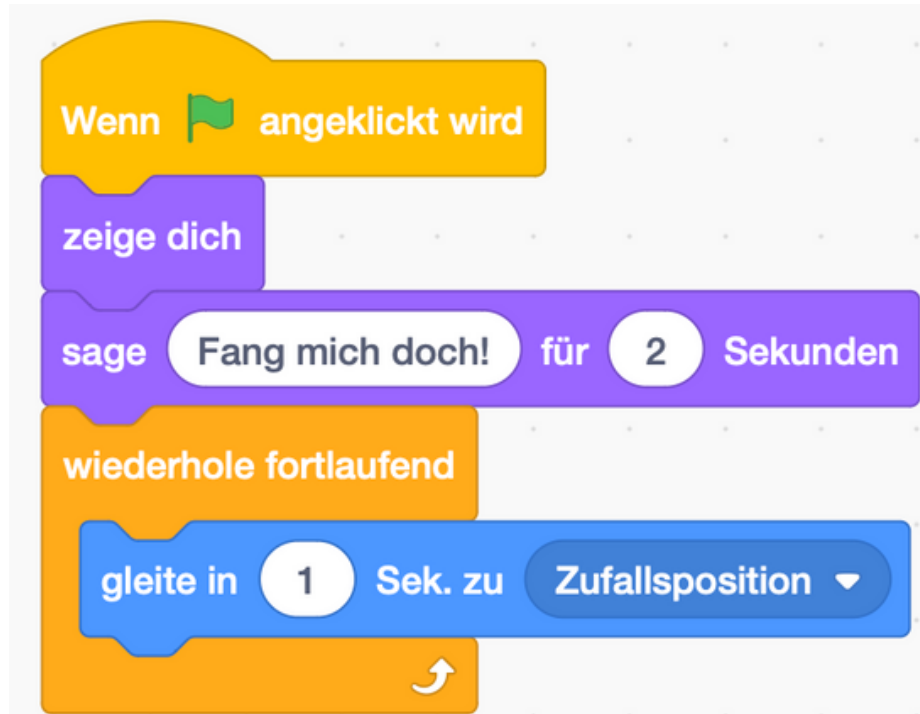 Wenn angeklickt wird
zeige dich
sage Fang mich doch! für 2 Sekunden
wiederhole fortlaufend
gleite in 1 Sek. zu Zufallsposition